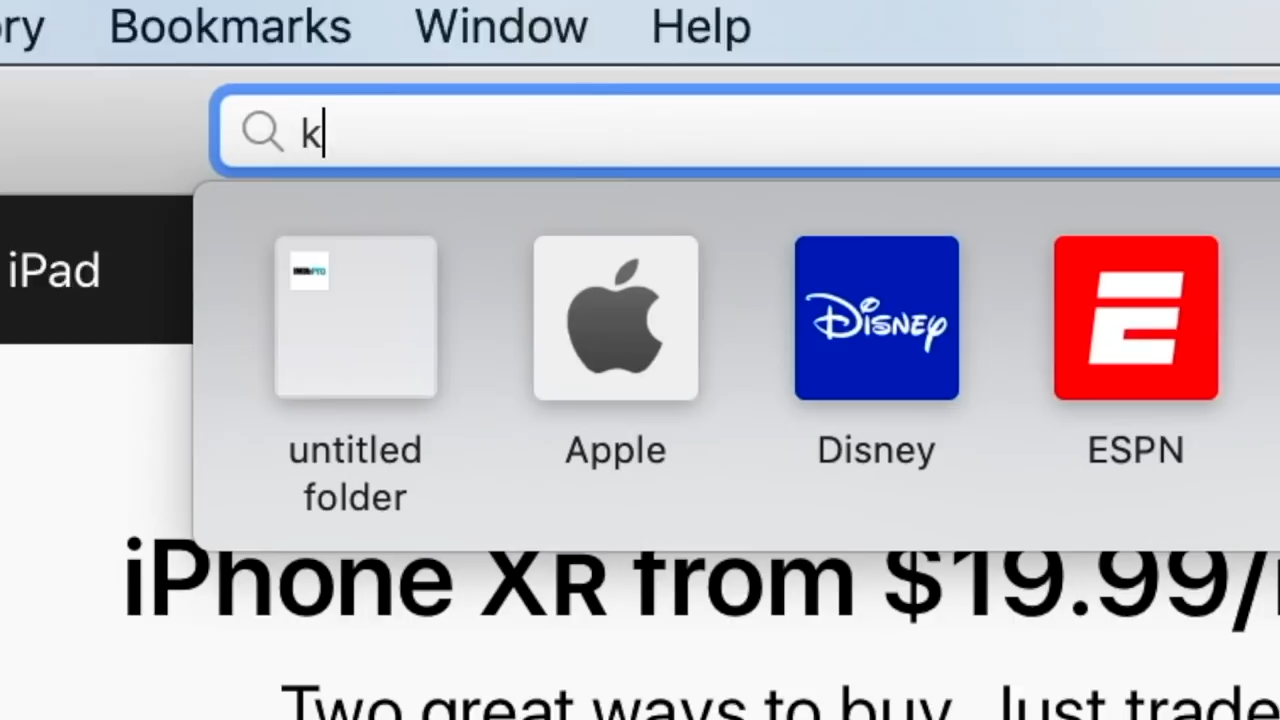 ory Bookmarks Window Help
k
iPad
DISNEY
untitled folder
Apple
Disney
ESPN
iPhone XR from $19.99/
Two great ways to buy. Just trade